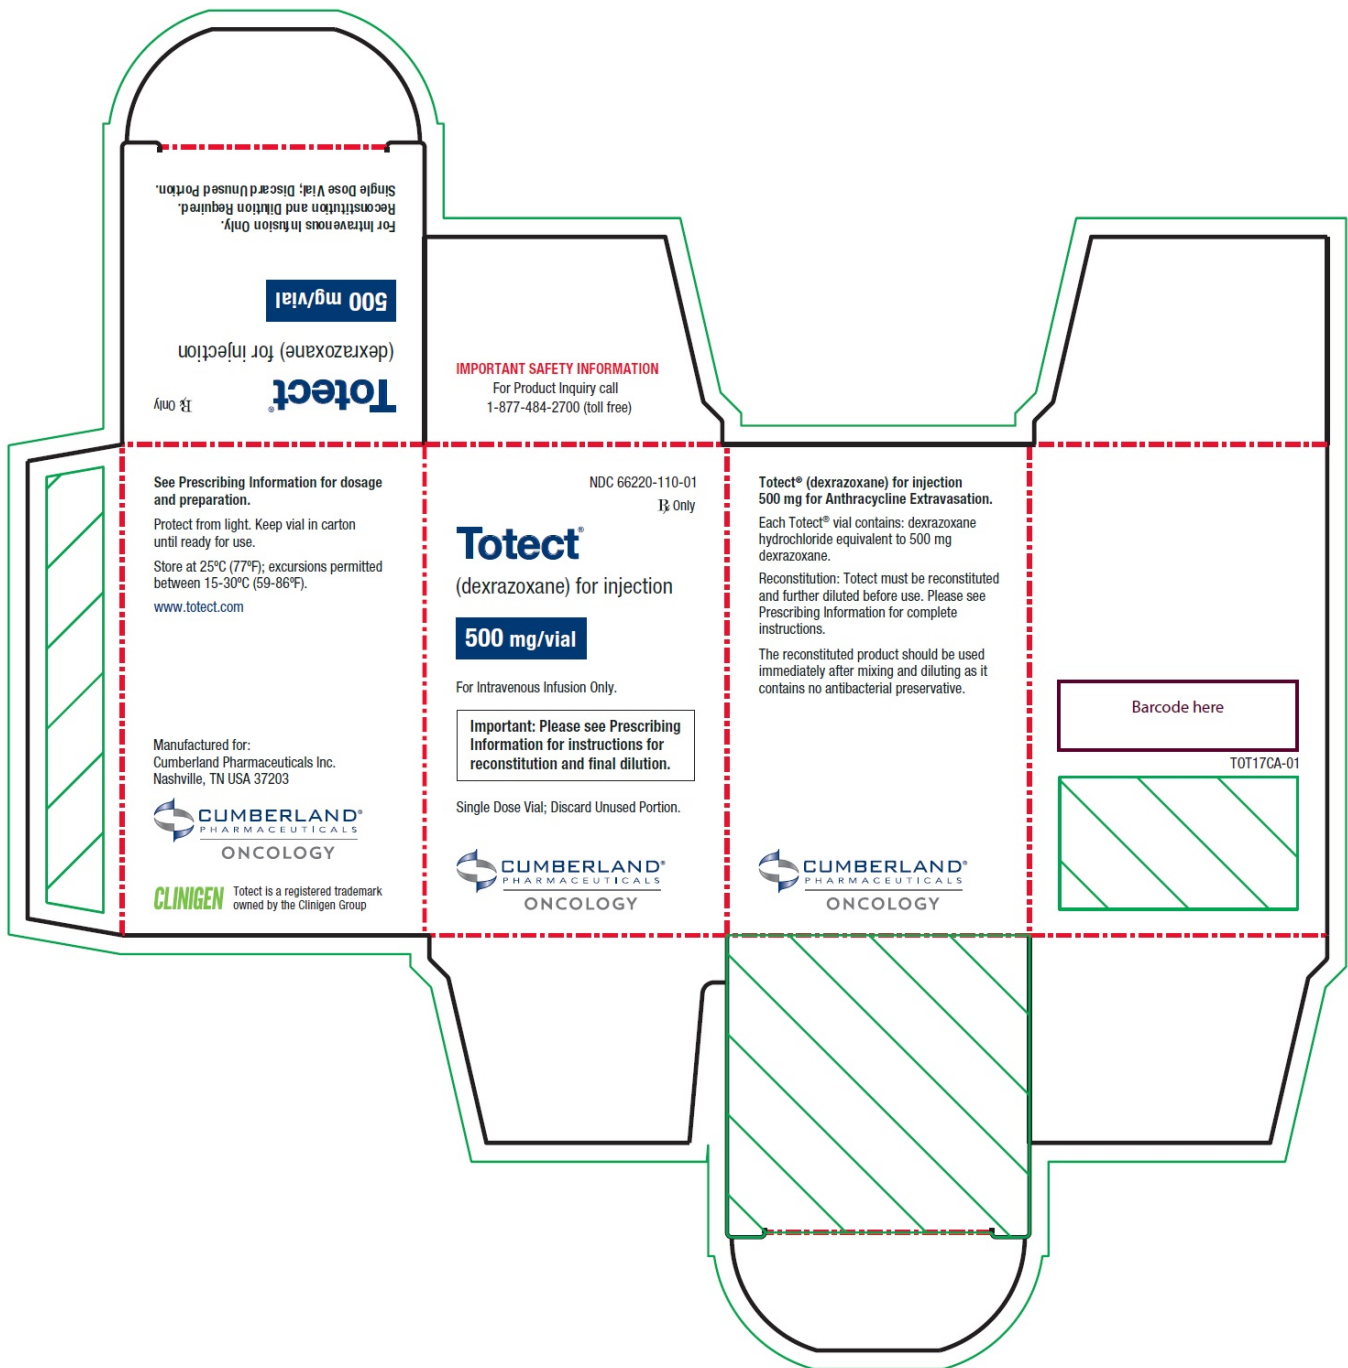 Single Dose Vial; Discard Unused Portion.
Reconstitution and Dilution Required.
For Intravenous Infusion Only.
500 mg/vial
(dexrazoxane) for injection
Totect®
℞ Only
IMPORTANT SAFETY INFORMATION
For Product Inquiry call
1-877-484-2700 (toll free)
See Prescribing Information for dosage
and preparation.
Protect from light. Keep vial in carton
until ready for use.
Store at 25ºC (77ºF); excursions permitted
between 15-30ºC (59-86ºF).
www.totect.com
Manufactured for:
Cumberland Pharmaceuticals Inc.
Nashville, TN USA 37203
CUMBERLAND®
PHARMACEUTICALS
ONCOLOGY
CLINIGEN
Totect is a registered trademark
owned by the Clinigen Group
NDC 66220-110-01
℞ Only
Totect®
(dexrazoxane) for injection
500 mg/vial
For Intravenous Infusion Only.
Important: Please see Prescribing
Information for instructions for
reconstitution and final dilution.
Single Dose Vial; Discard Unused Portion.
CUMBERLAND®
PHARMACEUTICALS
ONCOLOGY
Totect® (dexrazoxane) for injection
500 mg for Anthracycline Extravasation.
Each Totect® vial contains: dexrazoxane
hydrochloride equivalent to 500 mg
dexrazoxane.
Reconstitution: Totect must be reconstituted
and further diluted before use. Please see
Prescribing Information for complete
instructions.
The reconstituted product should be used
immediately after mixing and diluting as it
contains no antibacterial preservative.
CUMBERLAND®
PHARMACEUTICALS
ONCOLOGY
Barcode here
TOT17CA-01